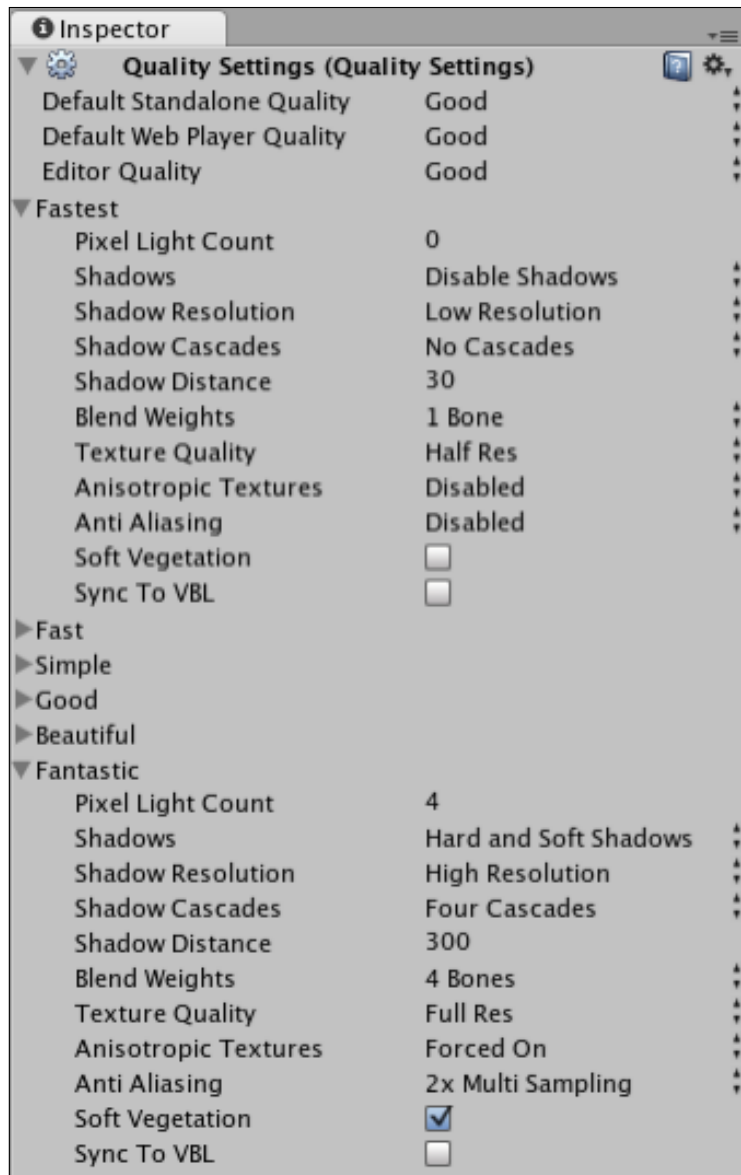 Inspector
Quality Settings (Quality Settings)
Default Standalone Quality Good
Default Web Player Quality Good
Editor Quality Good
Fastest
Pixel Light Count 0
Shadows Disable Shadows
Shadow Resolution Low Resolution
Shadow Cascades No Cascades
Shadow Distance 30
Blend Weights 1 Bone
Texture Quality Half Res
Anisotropic Textures Disabled
Anti Aliasing Disabled
Soft Vegetation
Sync To VBL
Fast
Simple
Good
Beautiful
Fantastic
Pixel Light Count 4
Shadows Hard and Soft Shadows
Shadow Resolution High Resolution
Shadow Cascades Four Cascades
Shadow Distance 300
Blend Weights 4 Bones
Texture Quality Full Res
Anisotropic Textures Forced On
Anti Aliasing 2x Multi Sampling
Soft Vegetation
Sync To VBL